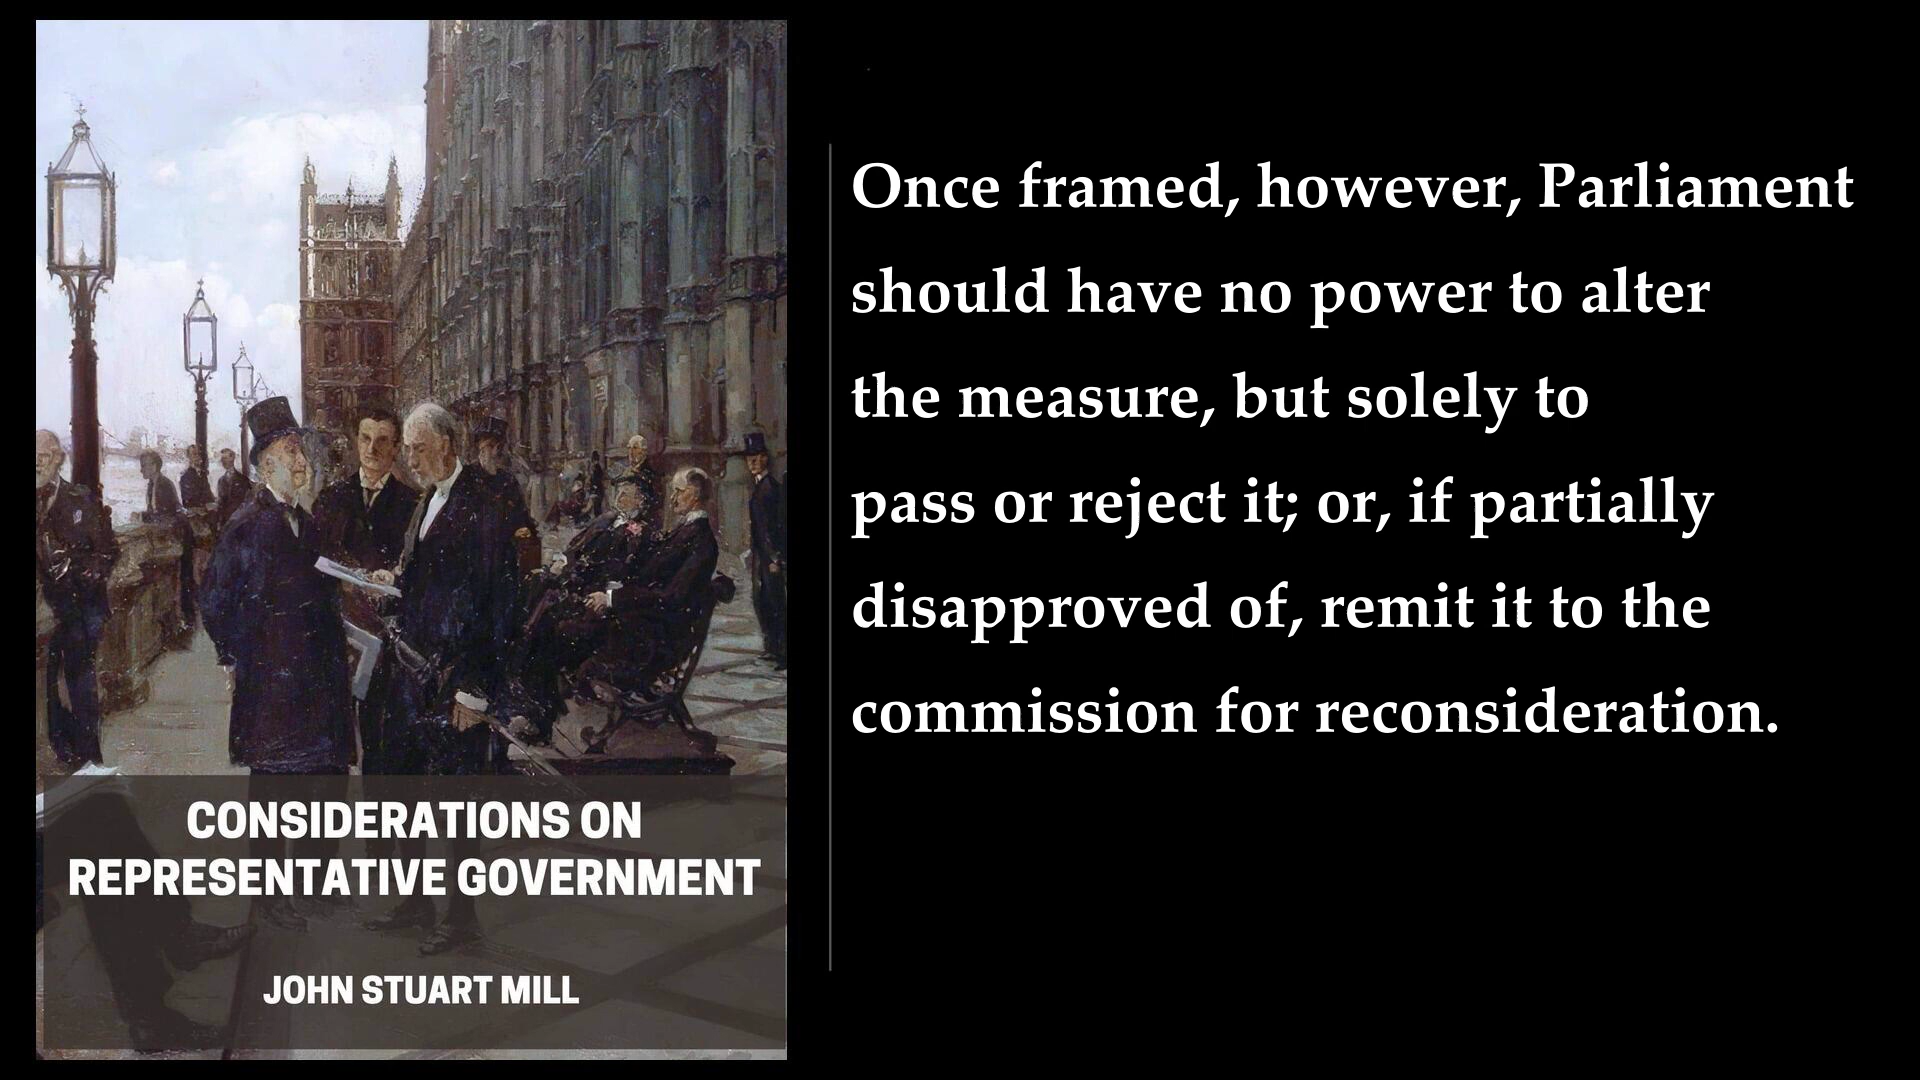 CONSIDERATIONS ON
REPRESENTATIVE GOVERNMENT
JOHN STUART MILL
Once framed, however, Parliament
should have no power to alter
the measure, but solely to
pass or reject it; or, if partially
disapproved of, remit it to the
commission for reconsideration.